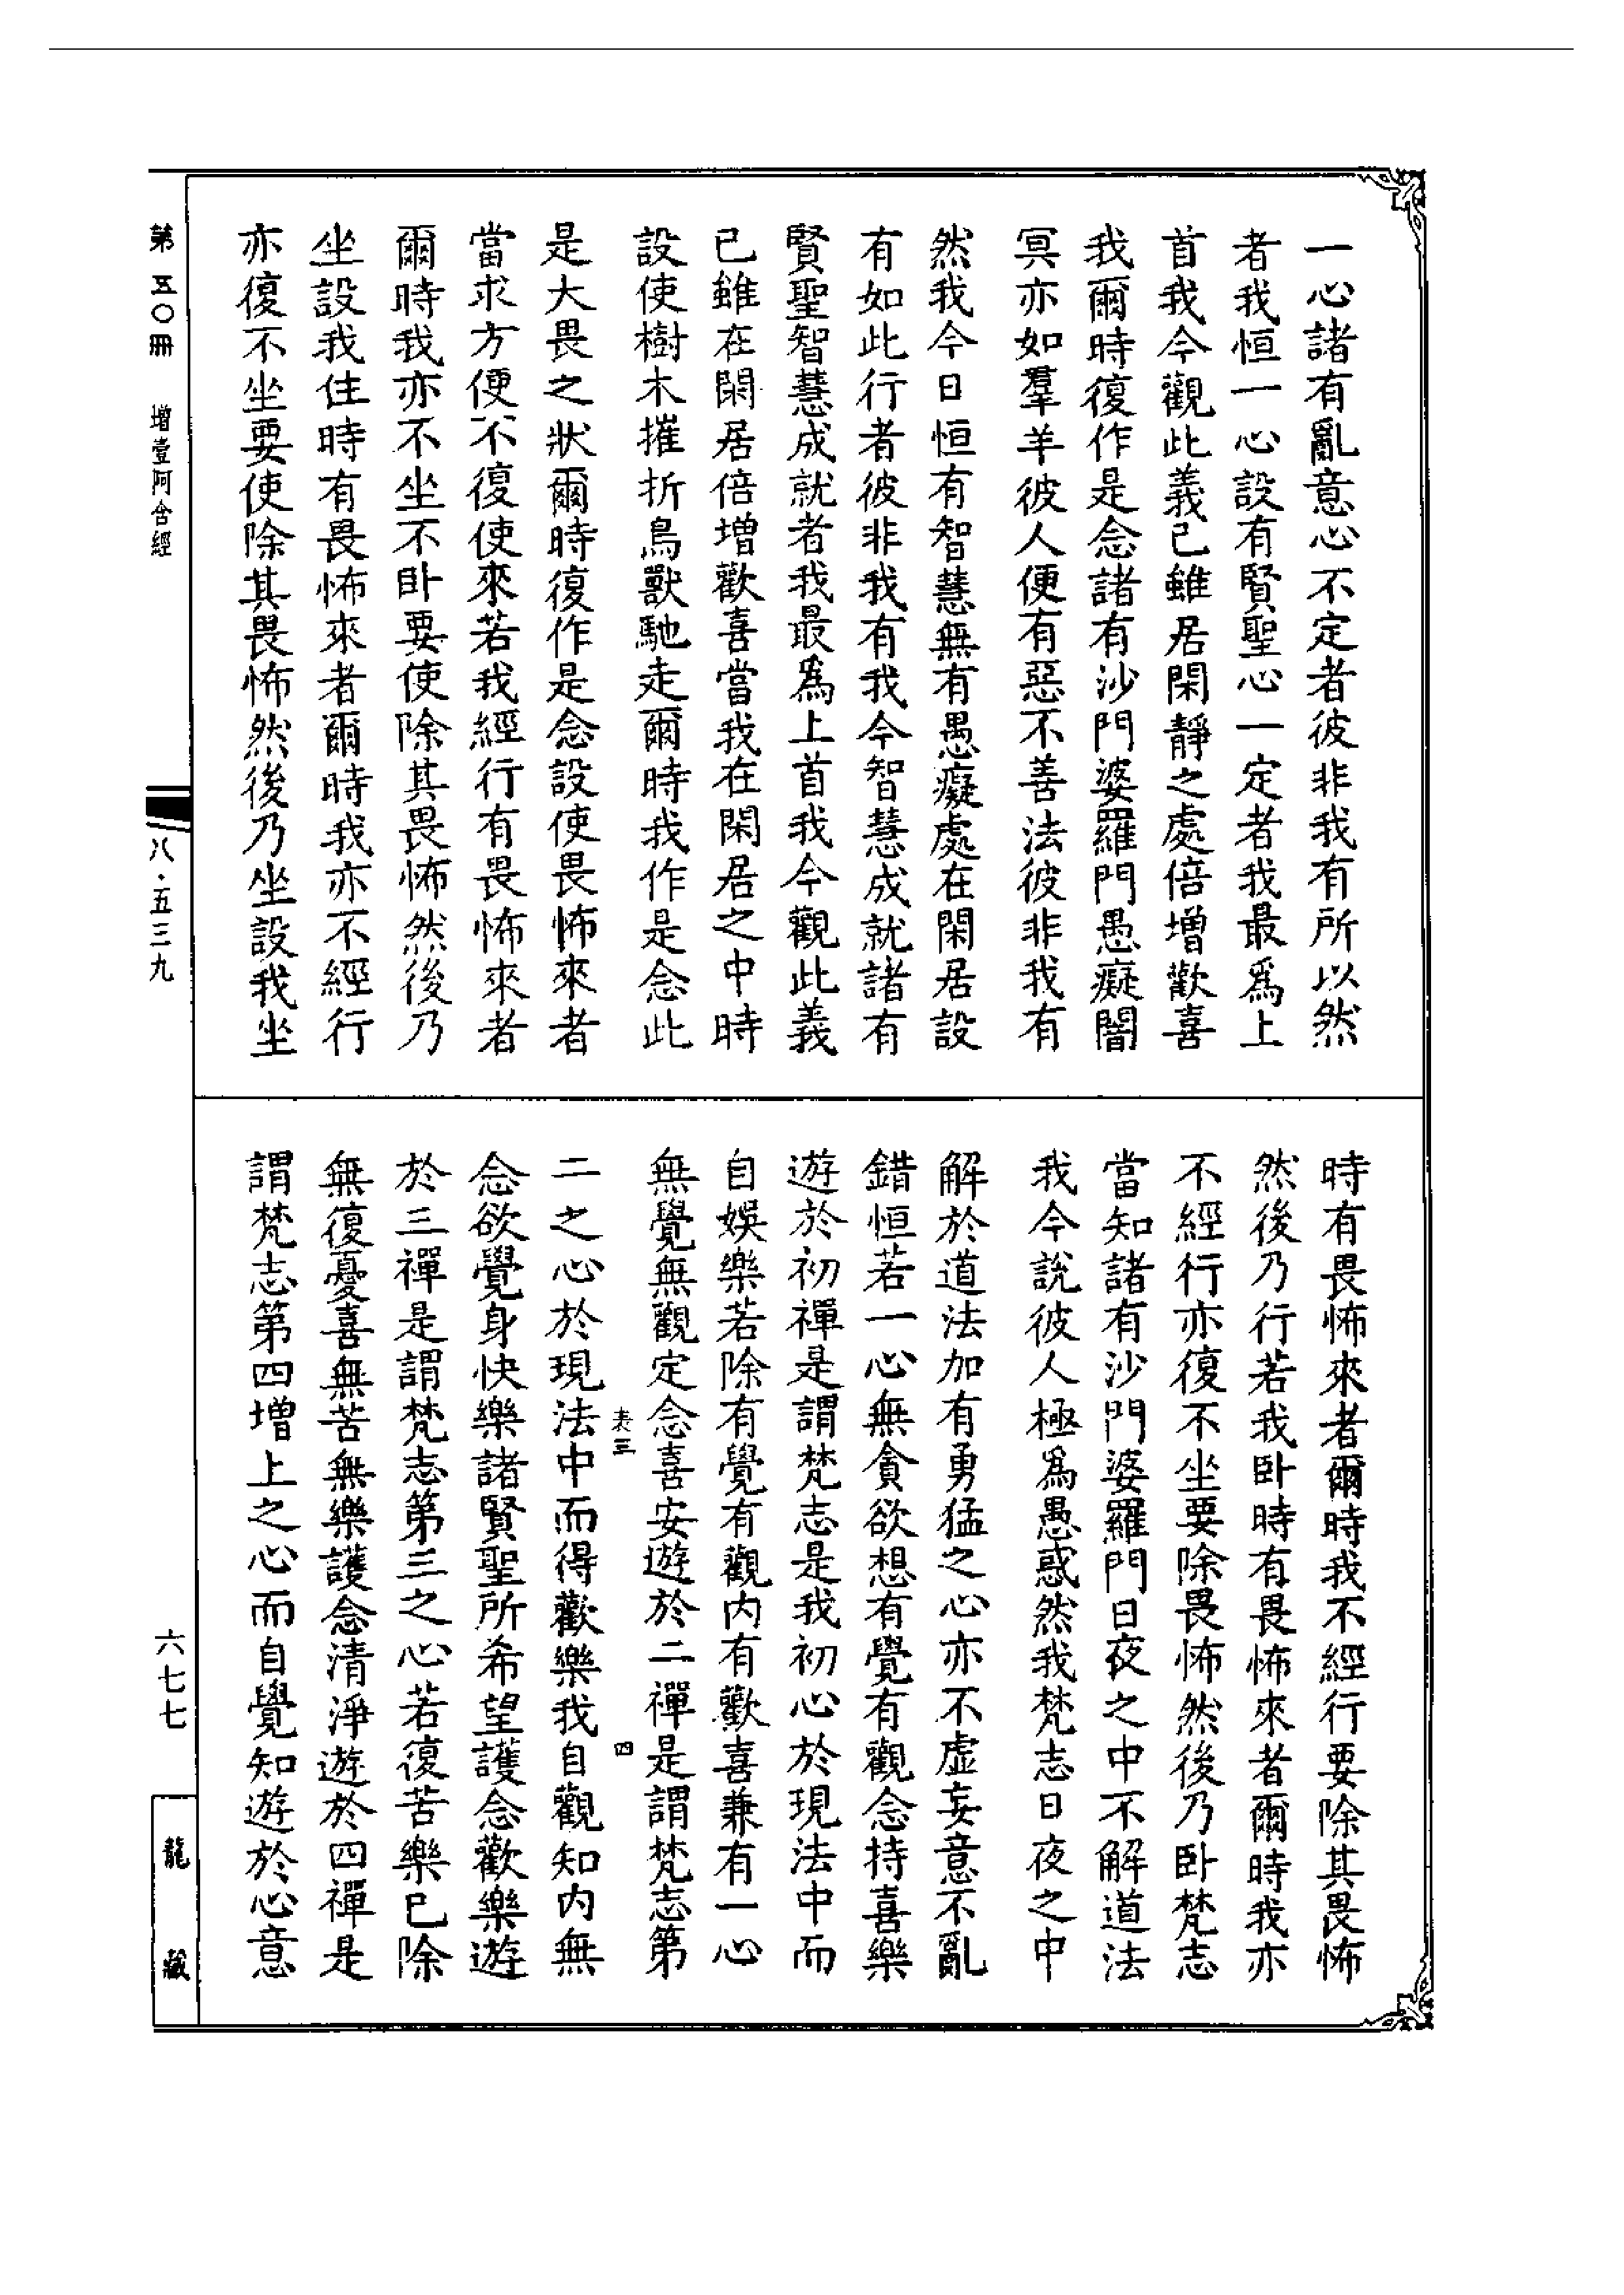 一心諸有亂意心不定者彼非我有所以然
者我恒一心設有賢聖心一定者我最爲上
首我今觀此義已雖居閑靜之處倍增歡喜
我爾時復作是念諸有沙門婆羅門愚癡闇
冥亦如羣羊彼人便有惡不善法彼非我有
然我今日恒有智慧無有愚癡處在閑居設
有如此行者彼非我有我今智慧成就諸有
賢聖智慧成就者我最爲上首我今觀此義
已雖在閑居倍增歡喜當我在閑居之中時
設使樹木摧折鳥獸馳走爾時我作是念此
是大畏之狀爾時復作是念設使畏怖來者
當求方便不復使來若我經行有畏怖來者
爾時我亦不坐不卧要使除其畏怖然後乃
坐設我住時有畏怖來者爾時我亦不經行
亦復不坐要使除其畏怖然後乃坐設我坐
時有畏怖來者爾時我不經行要除其畏怖
然後乃行若我卧時有畏怖來者爾時我亦
不經行亦復不坐要除畏怖然後乃卧梵志
當知諸有沙門婆羅門日夜之中不解道法
我今說彼人極爲愚惑然我梵志日夜之中
解於道法加有勇猛之心亦不虛妄意不亂
錯恒若一心無貪欲想有覺有觀念持喜樂
遊於初禪是謂梵志是我初心於現法中而
自娛樂若除有覺有觀内有歡喜兼有一心
無覺無觀定念喜安遊於二禪是謂梵志第
表三 四
二之心於現法中而得歡樂我自觀知内無
念欲覺身快樂諸賢聖所希望護念歡樂遊
於三禪是謂梵志第三之心若復苦樂已除
無復憂喜無苦無樂護念清淨遊於四禪是
謂梵志第四增上之心而自覺知遊於心意
第五〇冊 增壹阿含經
八·五三九
六七七
龍藏